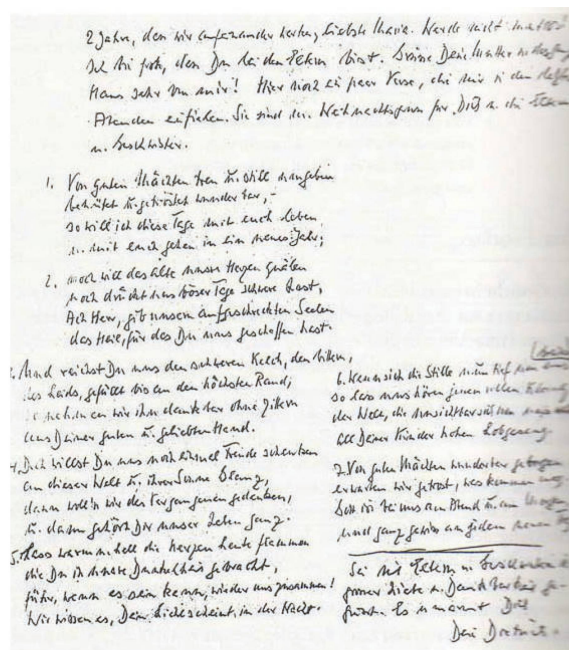 2 Jahre, dass wir aufeinander warten, liebste Maria. Werde nicht mutlos!
Ich bin froh, dass Du bei den Eltern bist. Grüsse Deine Mutter u. das ganze
Haus sehr von mir! Hier noch ein paar Verse, die mir in den letzten
Abenden einfielen. Sie sind der Weihnachtsgruss für Dich u. die Eltern
u. Geschwister.
1. Von guten Mächten treu u. still umgeben
behütet u. getröstet wunderbar, –
so will ich diese Tage mit euch leben
u. mit euch gehen in ein neues Jahr;
2. noch will das alte unsre Herzen quälen
noch drückt uns böser Tage schwere Last,
Ach Herr, gib unsern aufgeschreckten Seelen
das Heil, für das Du uns geschaffen hast.
3. Und reichst Du uns den schweren Kelch, den bittern,
des Leids, gefüllt bis an den höchsten Rand,
so nehmen wir ihn dankbar ohne Zittern
aus Deiner guten u. geliebten Hand.
4. Doch willst Du uns noch einmal Freude schenken
an dieser Welt u. ihrer Sonne Glanz,
dann woll'n wir des Vergangenen gedenken,
u. dann gehört Dir unser Leben ganz.
5. Lass warm u. hell die Kerzen heute flammen
die Du in unsre Dunkelheit gebracht,
führ, wenn es sein kann, wieder uns zusammen!
Wir wissen es, Dein Licht scheint in der Nacht.
6. Wenn sich die Stille nun tief um uns
so lass uns hören jenen vollen Klang
der Welt, die unsichtbar sich um uns
all Deiner Kinder hohen Lobgesang.
7. Von guten Mächten wunderbar geborgen
erwarten wir getrost, was kommen mag.
Gott ist bei uns am Abend u. am Morgen
und ganz gewiss an jedem neuen Tag
Sei mit Eltern u. Geschwistern in
grosser Liebe u. Dankbarkeit ge-
grüsst. Es umarmt Dich
Dein Dietrich.